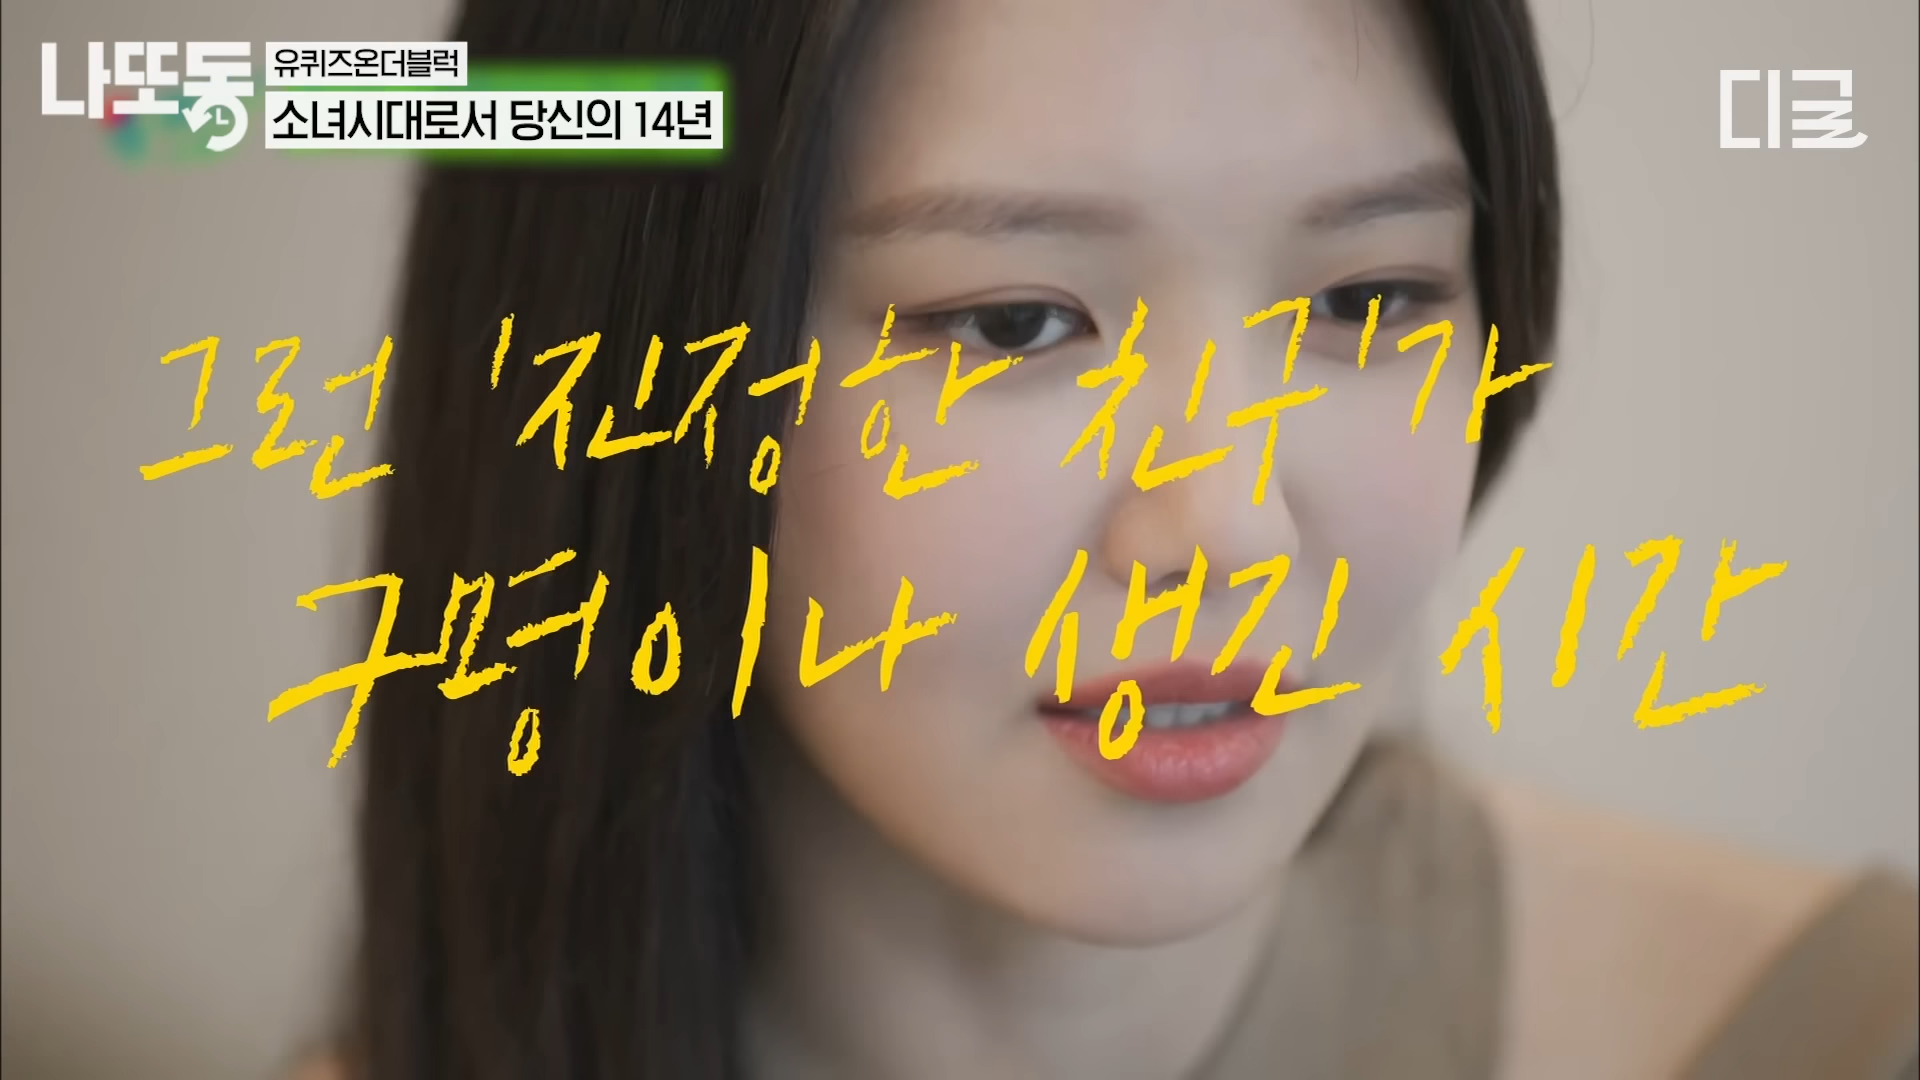 나또동
유퀴즈온더블럭
소녀시대로서 당신의 14년
디글
그런 '진정한 친구'가
구명이나 생긴 시간